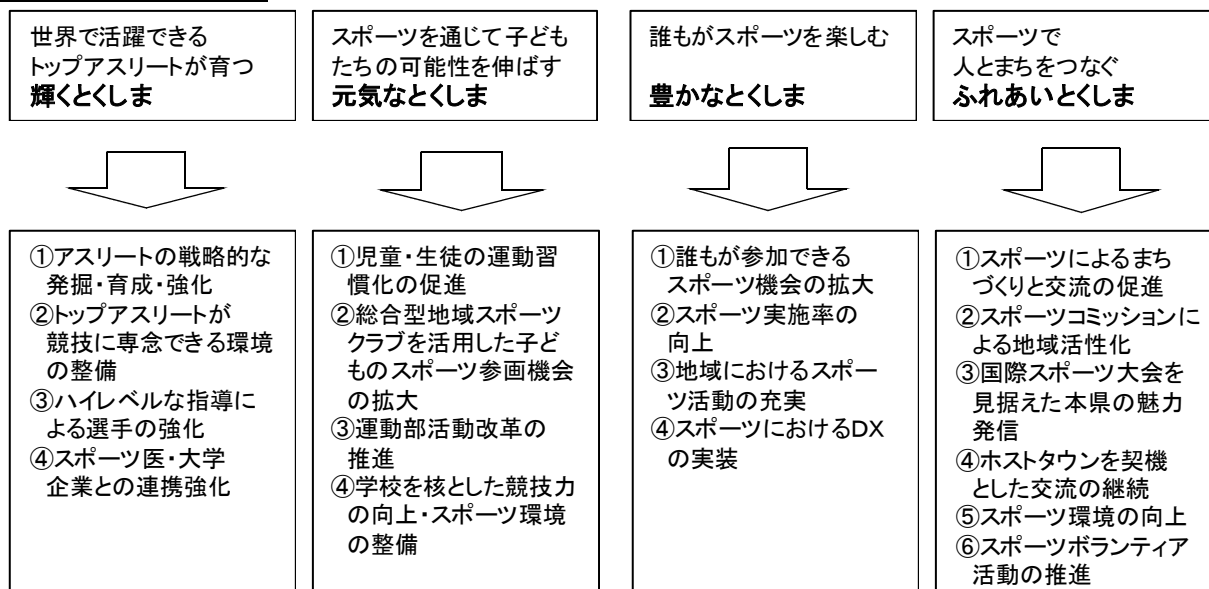 世界で活躍できる
トップアスリートが育つ
輝くとくしま
スポーツを通じて子ども
たちの可能性を伸ばす
元気なとくしま
誰もがスポーツを楽しむ
豊かなとくしま
スポーツで
人とまちをつなぐ
ふれあいとくしま
①アスリートの戦略的な
発掘・育成・強化
②トップアスリートが
競技に専念できる環境
の整備
③ハイレベルな指導に
よる選手の強化
④スポーツ医・大学
企業との連携強化
①児童・生徒の運動習
慣化の促進
②総合型地域スポーツ
クラブを活用した子ど
ものスポーツ参画機会
の拡大
③運動部活動改革の
推進
④学校を核とした競技力
の向上・スポーツ環境
の整備
①誰もが参加できる
スポーツ機会の拡大
②スポーツ実施率の
向上
③地域におけるスポー
ツ活動の充実
④スポーツにおけるDX
の実装
①スポーツによるまち
づくりと交流の促進
②スポーツコミッションに
よる地域活性化
③国際スポーツ大会を
見据えた本県の魅力
発信
④ホストタウンを契機
とした交流の継続
⑤スポーツ環境の向上
⑥スポーツボランティア
活動の推進